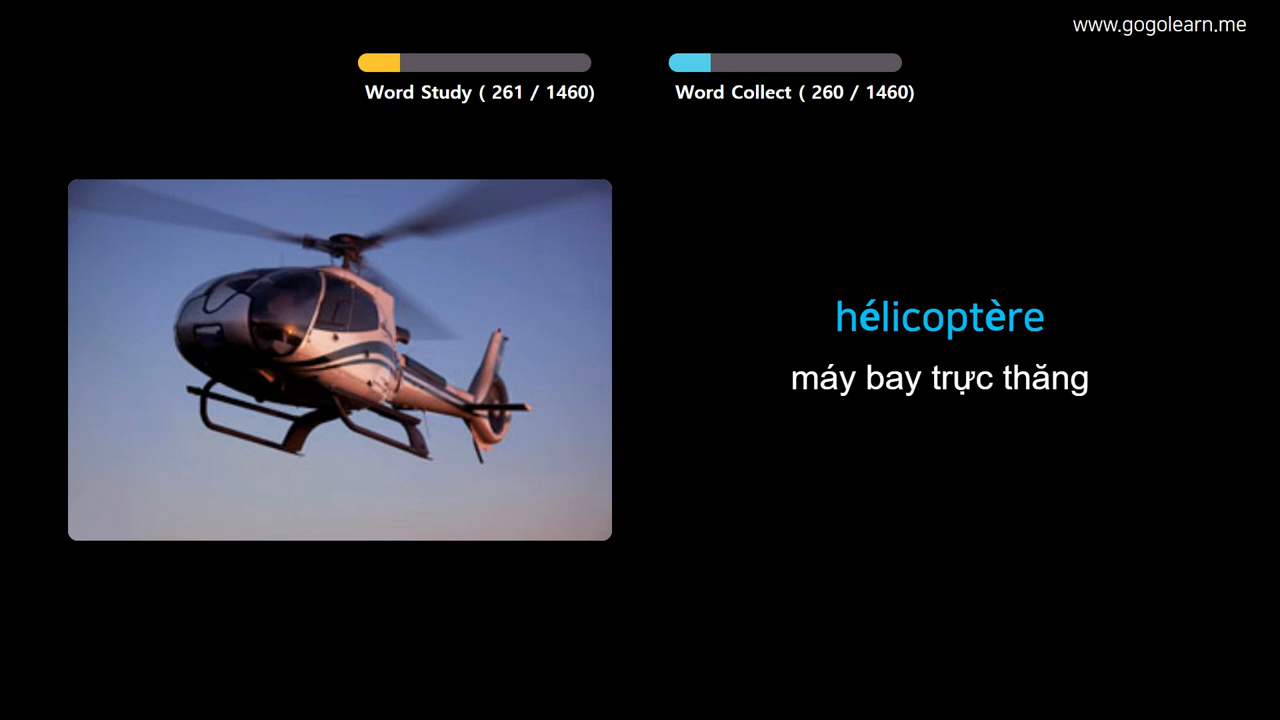 www.gogolearn.me
Word Study ( 261 / 1460)
Word Collect ( 260 / 1460)
hélicoptère
máy bay trực thăng